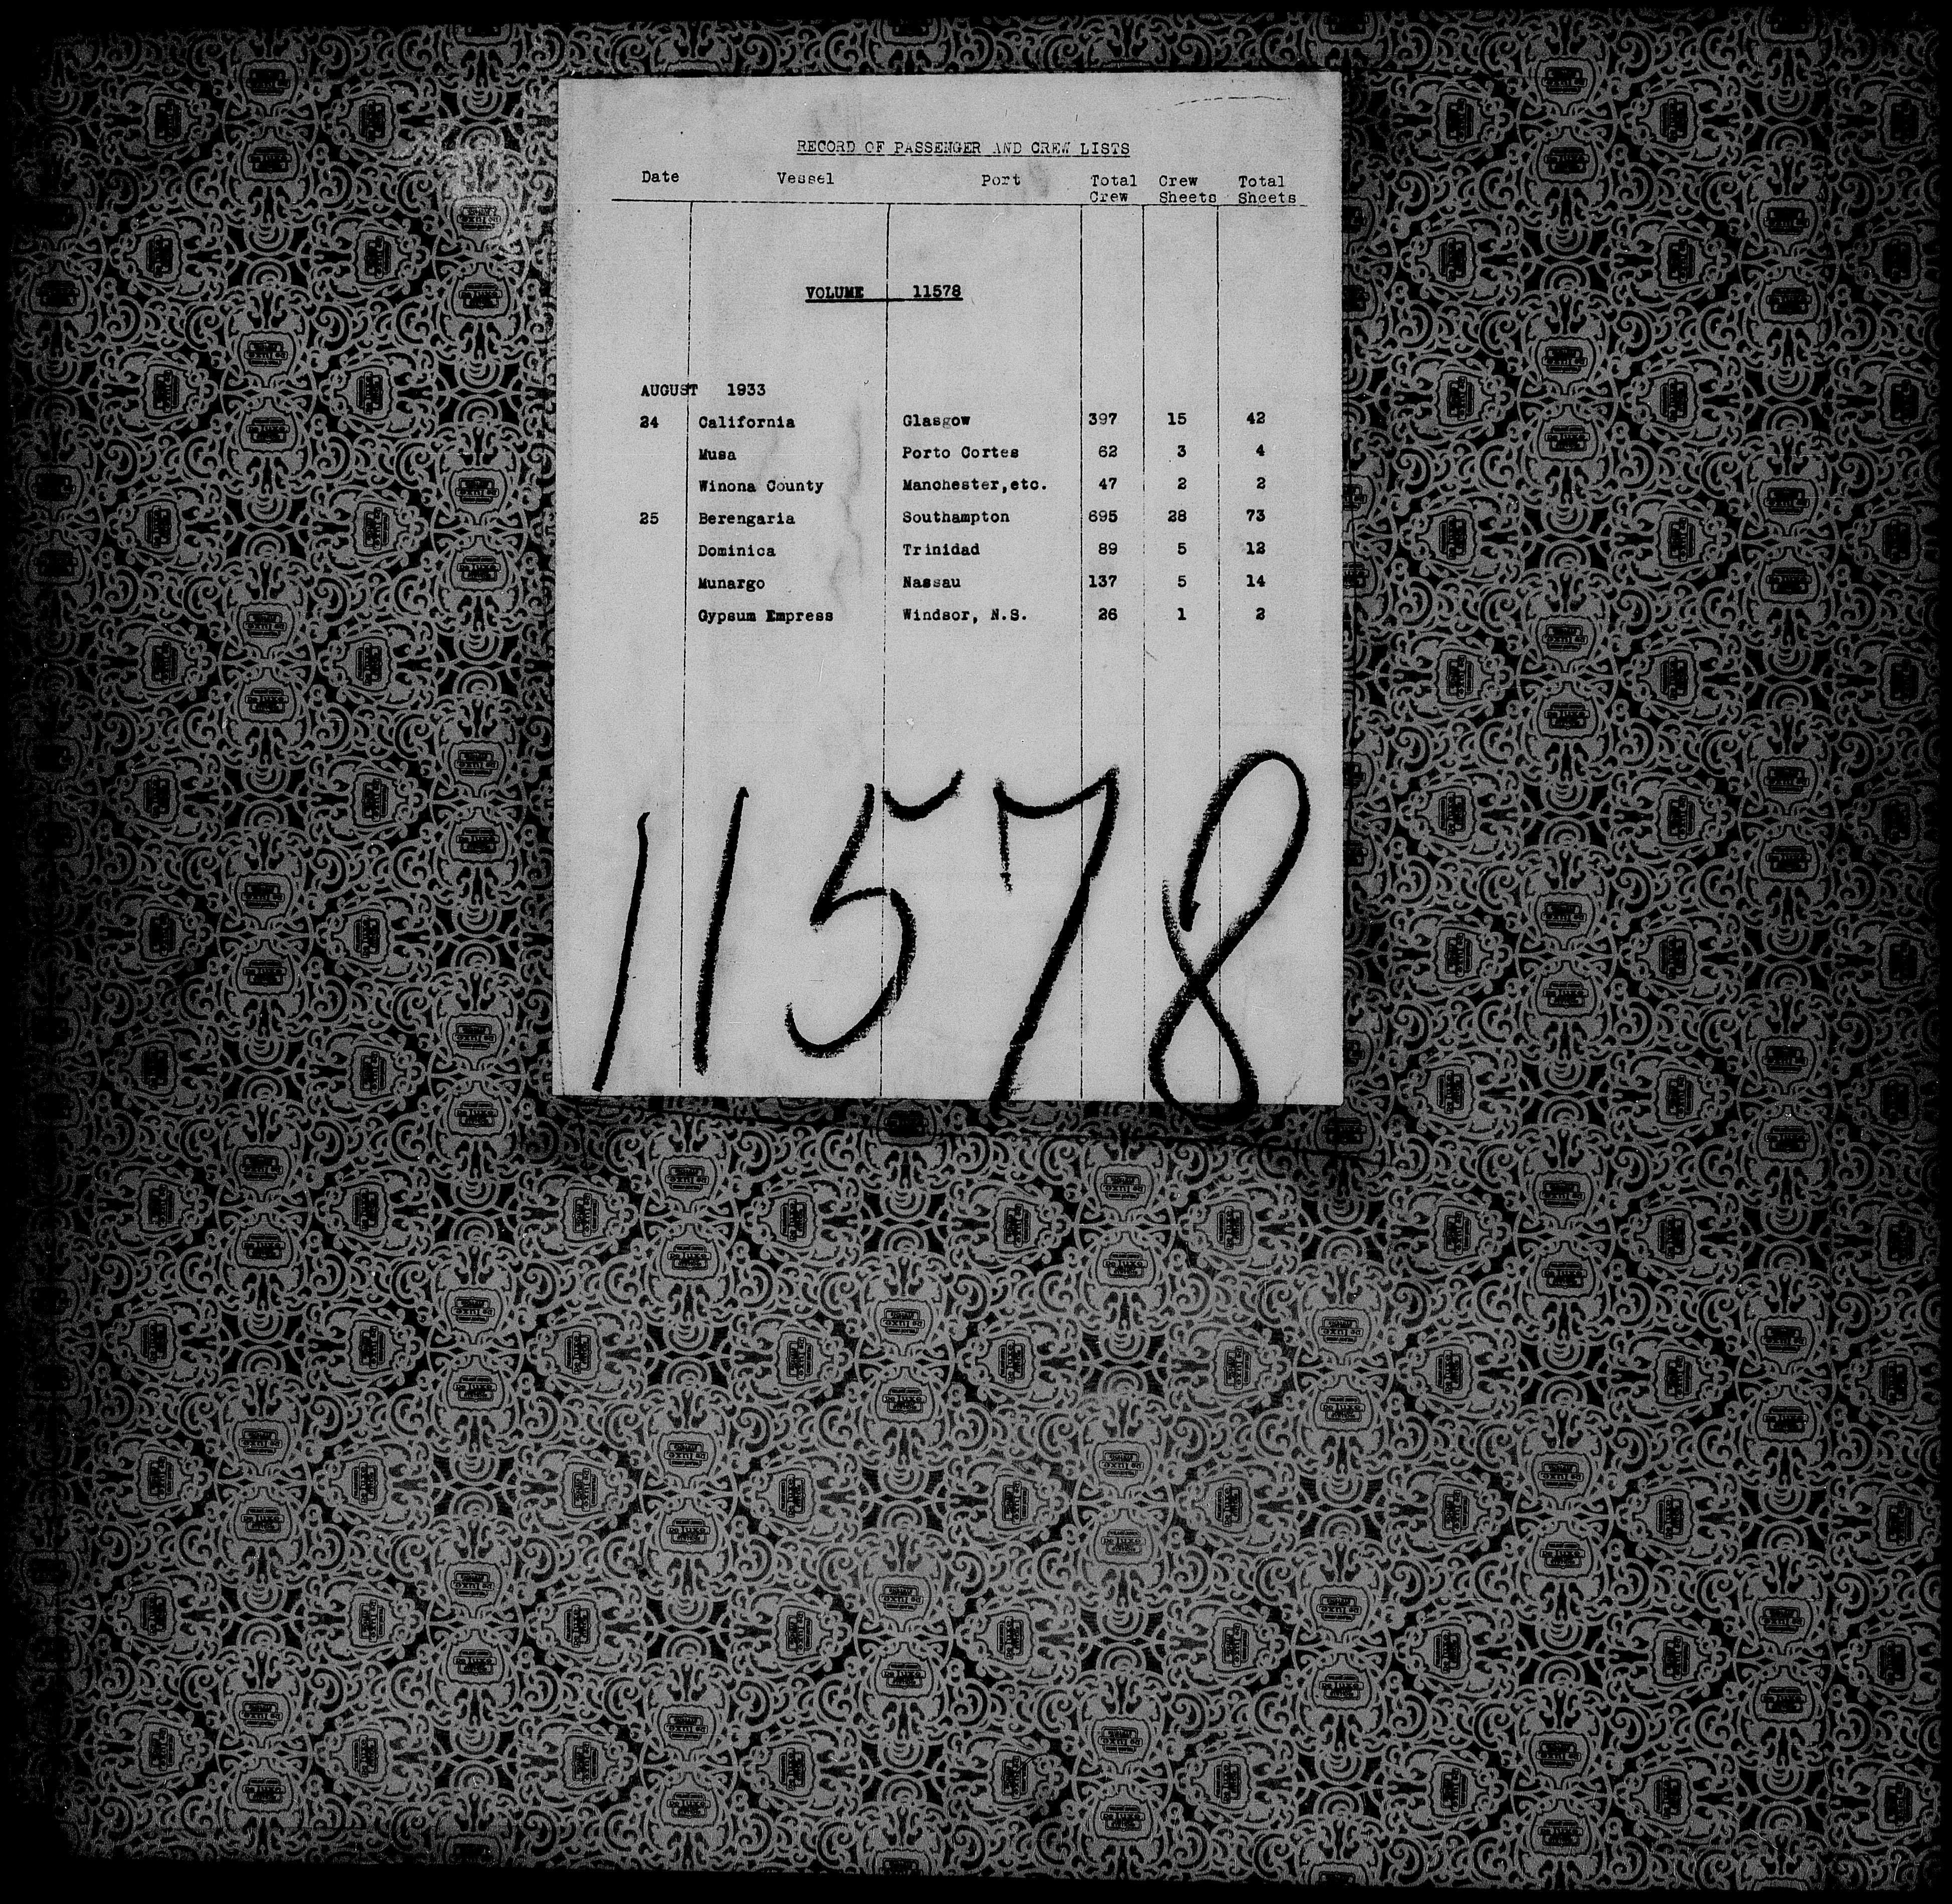 RECORD OF PASSENGER AND CREW LISTS
Date Vessel Port Total Crew Crew Sheets Total Sheets
VOLUME 11578
AUGUST 1933
24 California Glasgow 397 15 42
Musa Porto Cortes 62 3 4
Winona County Manchester,etc. 47 2 2
25 Berengaria Southampton 695 28 73
Dominica Trinidad 89 5 12
Munargo Nassau 137 5 14
Gypsum Empress Windsor, N.S. 26 1 2
11578